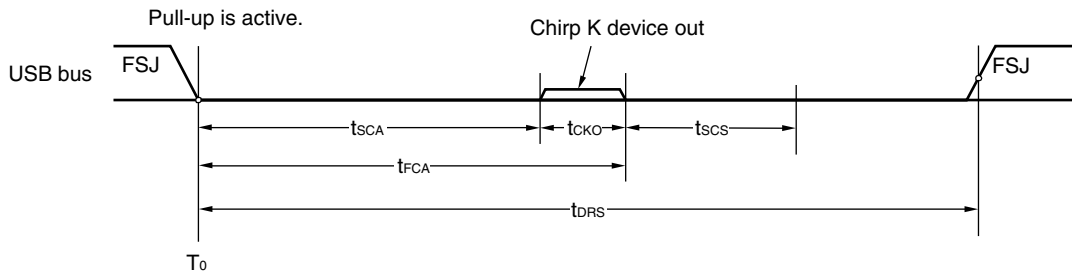 Pull-up is active.
Chirp K device out
USB bus
FSJ
FSJ
tSCA
tCKO
tSCS
tFCA
tDRS
T0